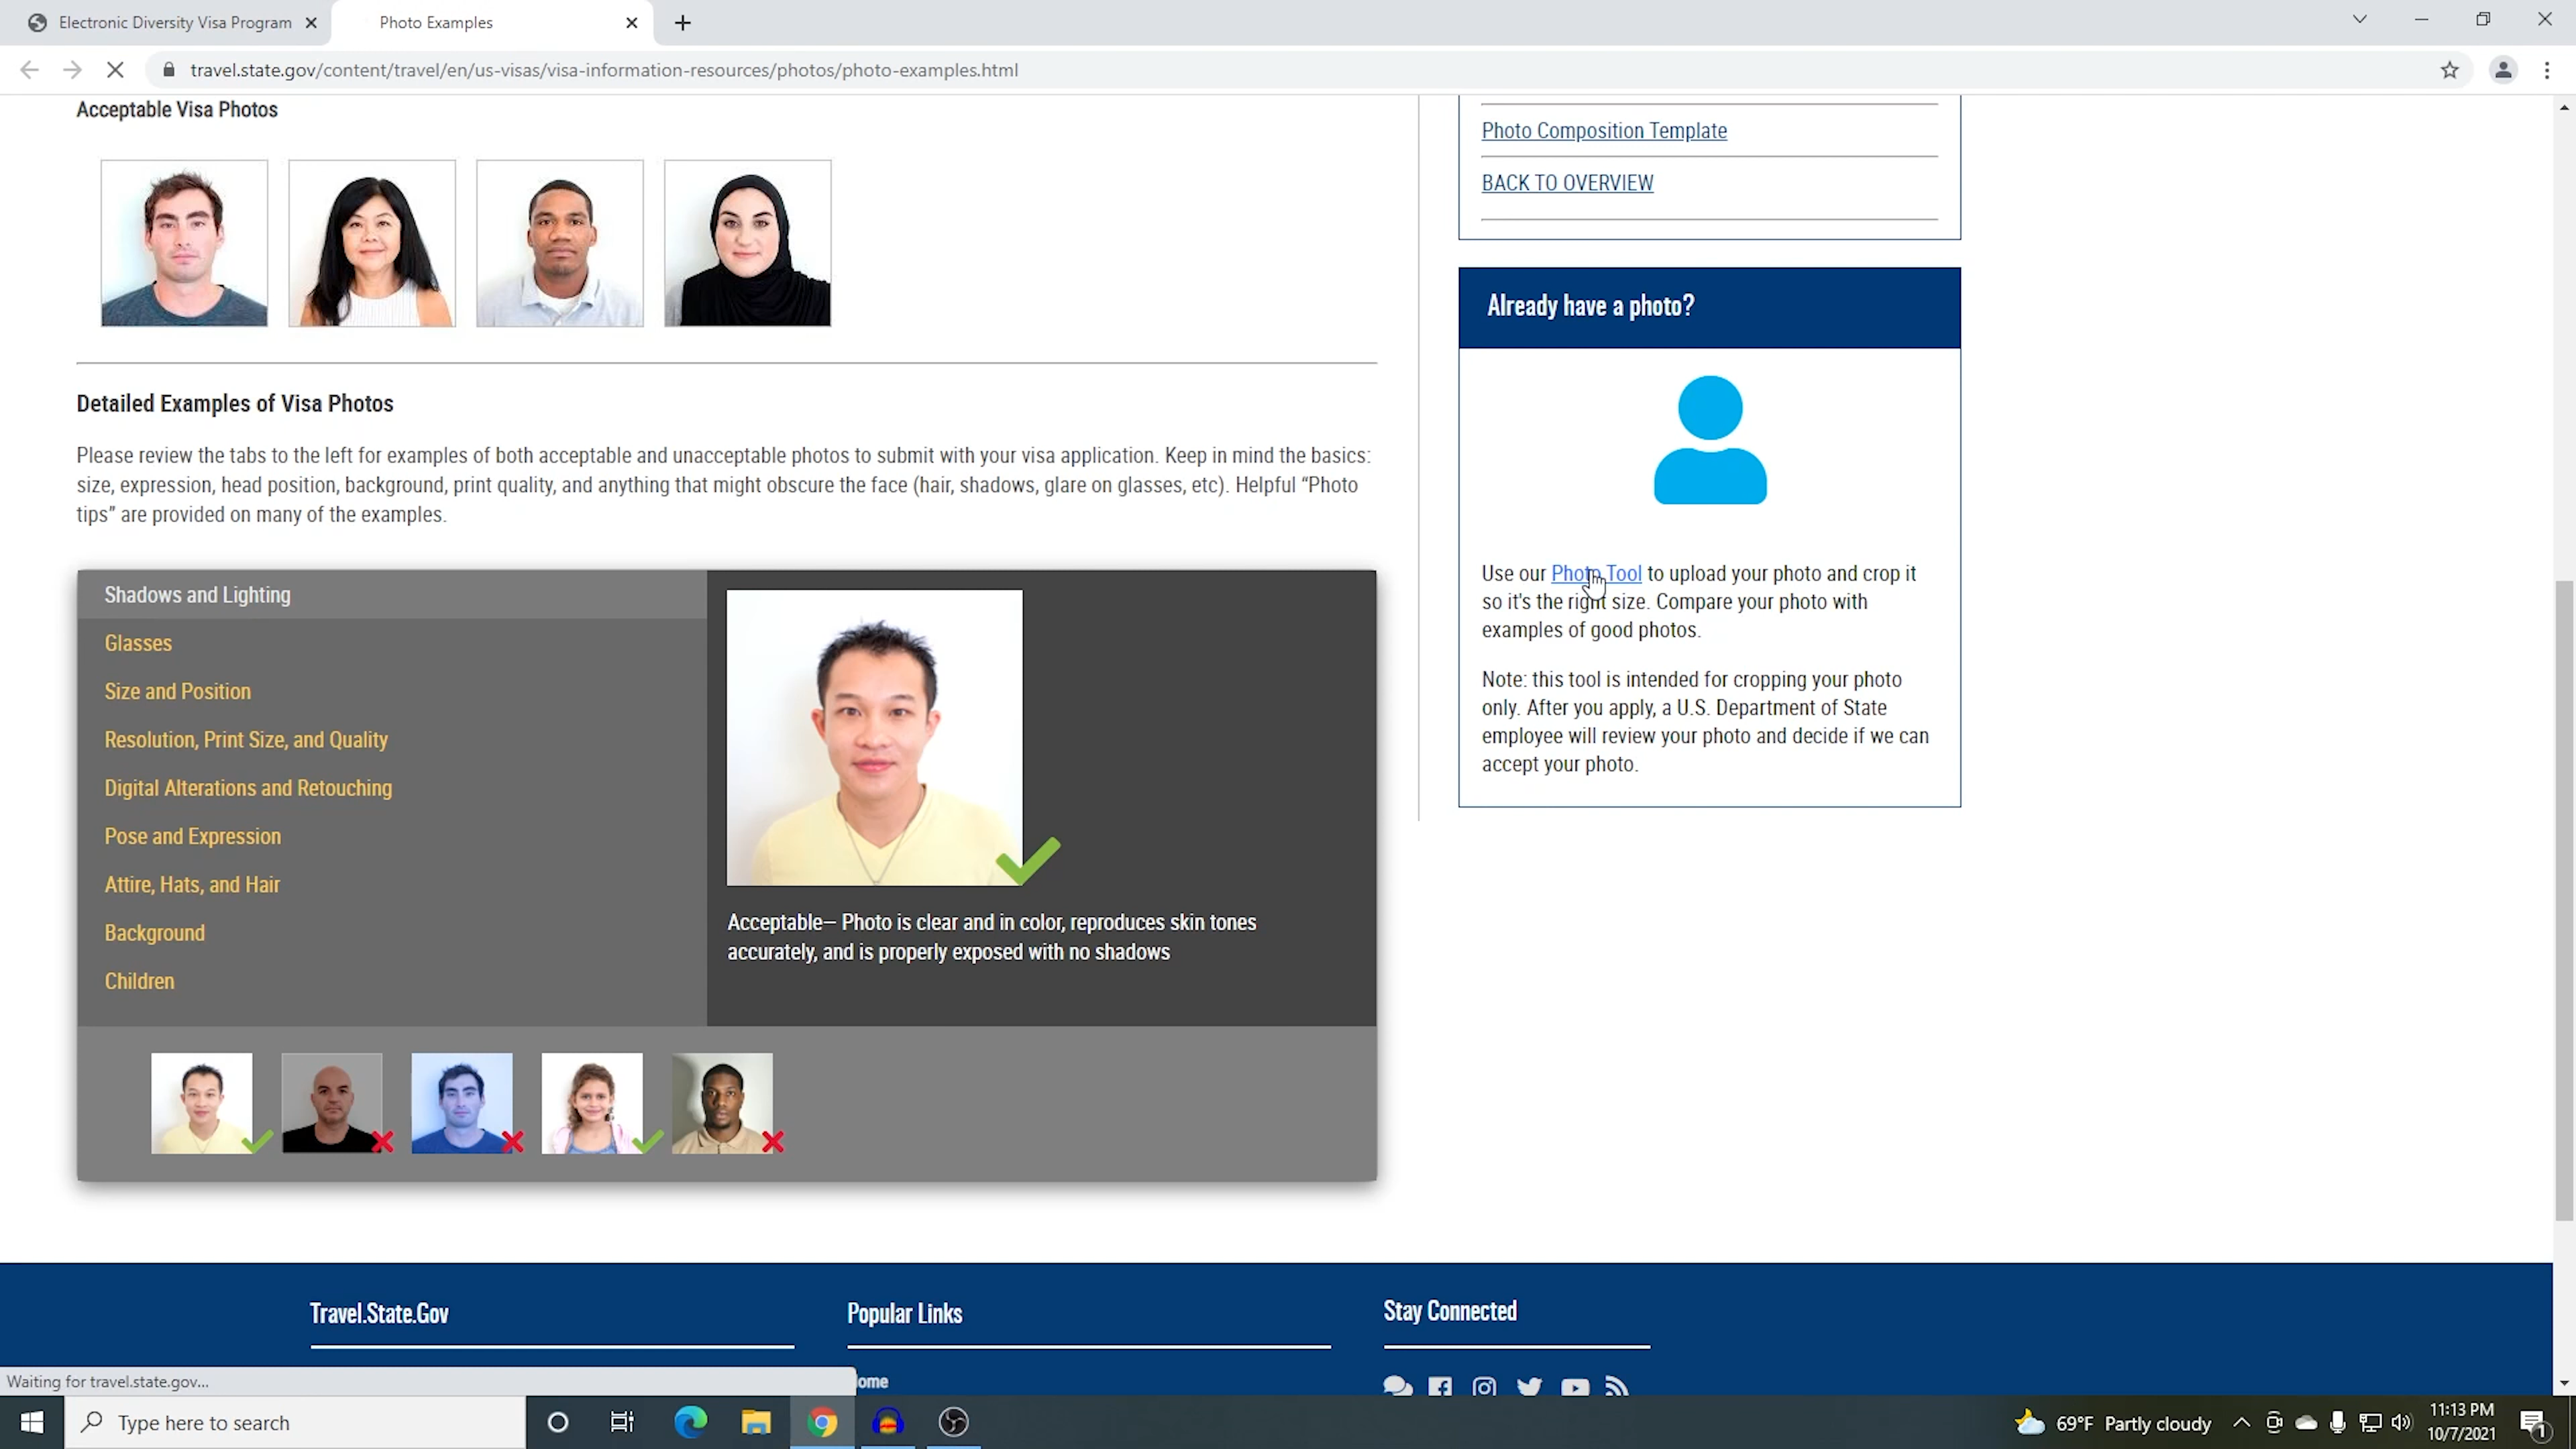 Electronic Diversity Visa Program
Photo Examples
travel.state.gov/content/travel/en/us-visas/visa-information-resources/photos/photo-examples.html
Acceptable Visa Photos
Photo Composition Template
BACK TO OVERVIEW
Already have a photo?
Detailed Examples of Visa Photos
Please review the tabs to the left for examples of both acceptable and unacceptable photos to submit with your visa application. Keep in mind the basics:
size, expression, head position, background, print quality, and anything that might obscure the face (hair, shadows, glare on glasses, etc). Helpful “Photo
tips” are provided on many of the examples.
Use our Photo Tool to upload your photo and crop it
so it's the right size. Compare your photo with
examples of good photos.
Note: this tool is intended for cropping your photo
only. After you apply, a U.S. Department of State
employee will review your photo and decide if we can
accept your photo.
Shadows and Lighting
Glasses
Size and Position
Resolution, Print Size, and Quality
Digital Alterations and Retouching
Pose and Expression
Attire, Hats, and Hair
Background
Children
Acceptable— Photo is clear and in color, reproduces skin tones
accurately, and is properly exposed with no shadows
Travel.State.Gov
Popular Links
Stay Connected
Waiting for travel.state.gov...
ome
Type here to search
69°F Partly cloudy
11:13 PM
10/7/2021
1